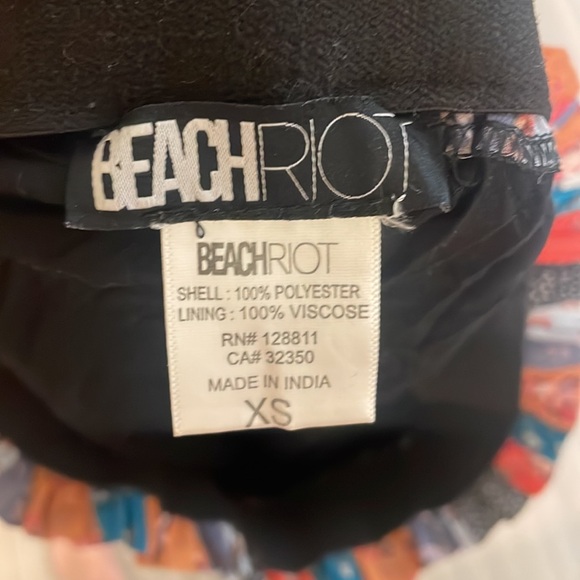 BEACHRIOT
BEACHRIOT
SHELL : 100% POLYESTER
LINING : 100% VISCOSE
RN# 128811
CA# 32350
MADE IN INDIA
XS